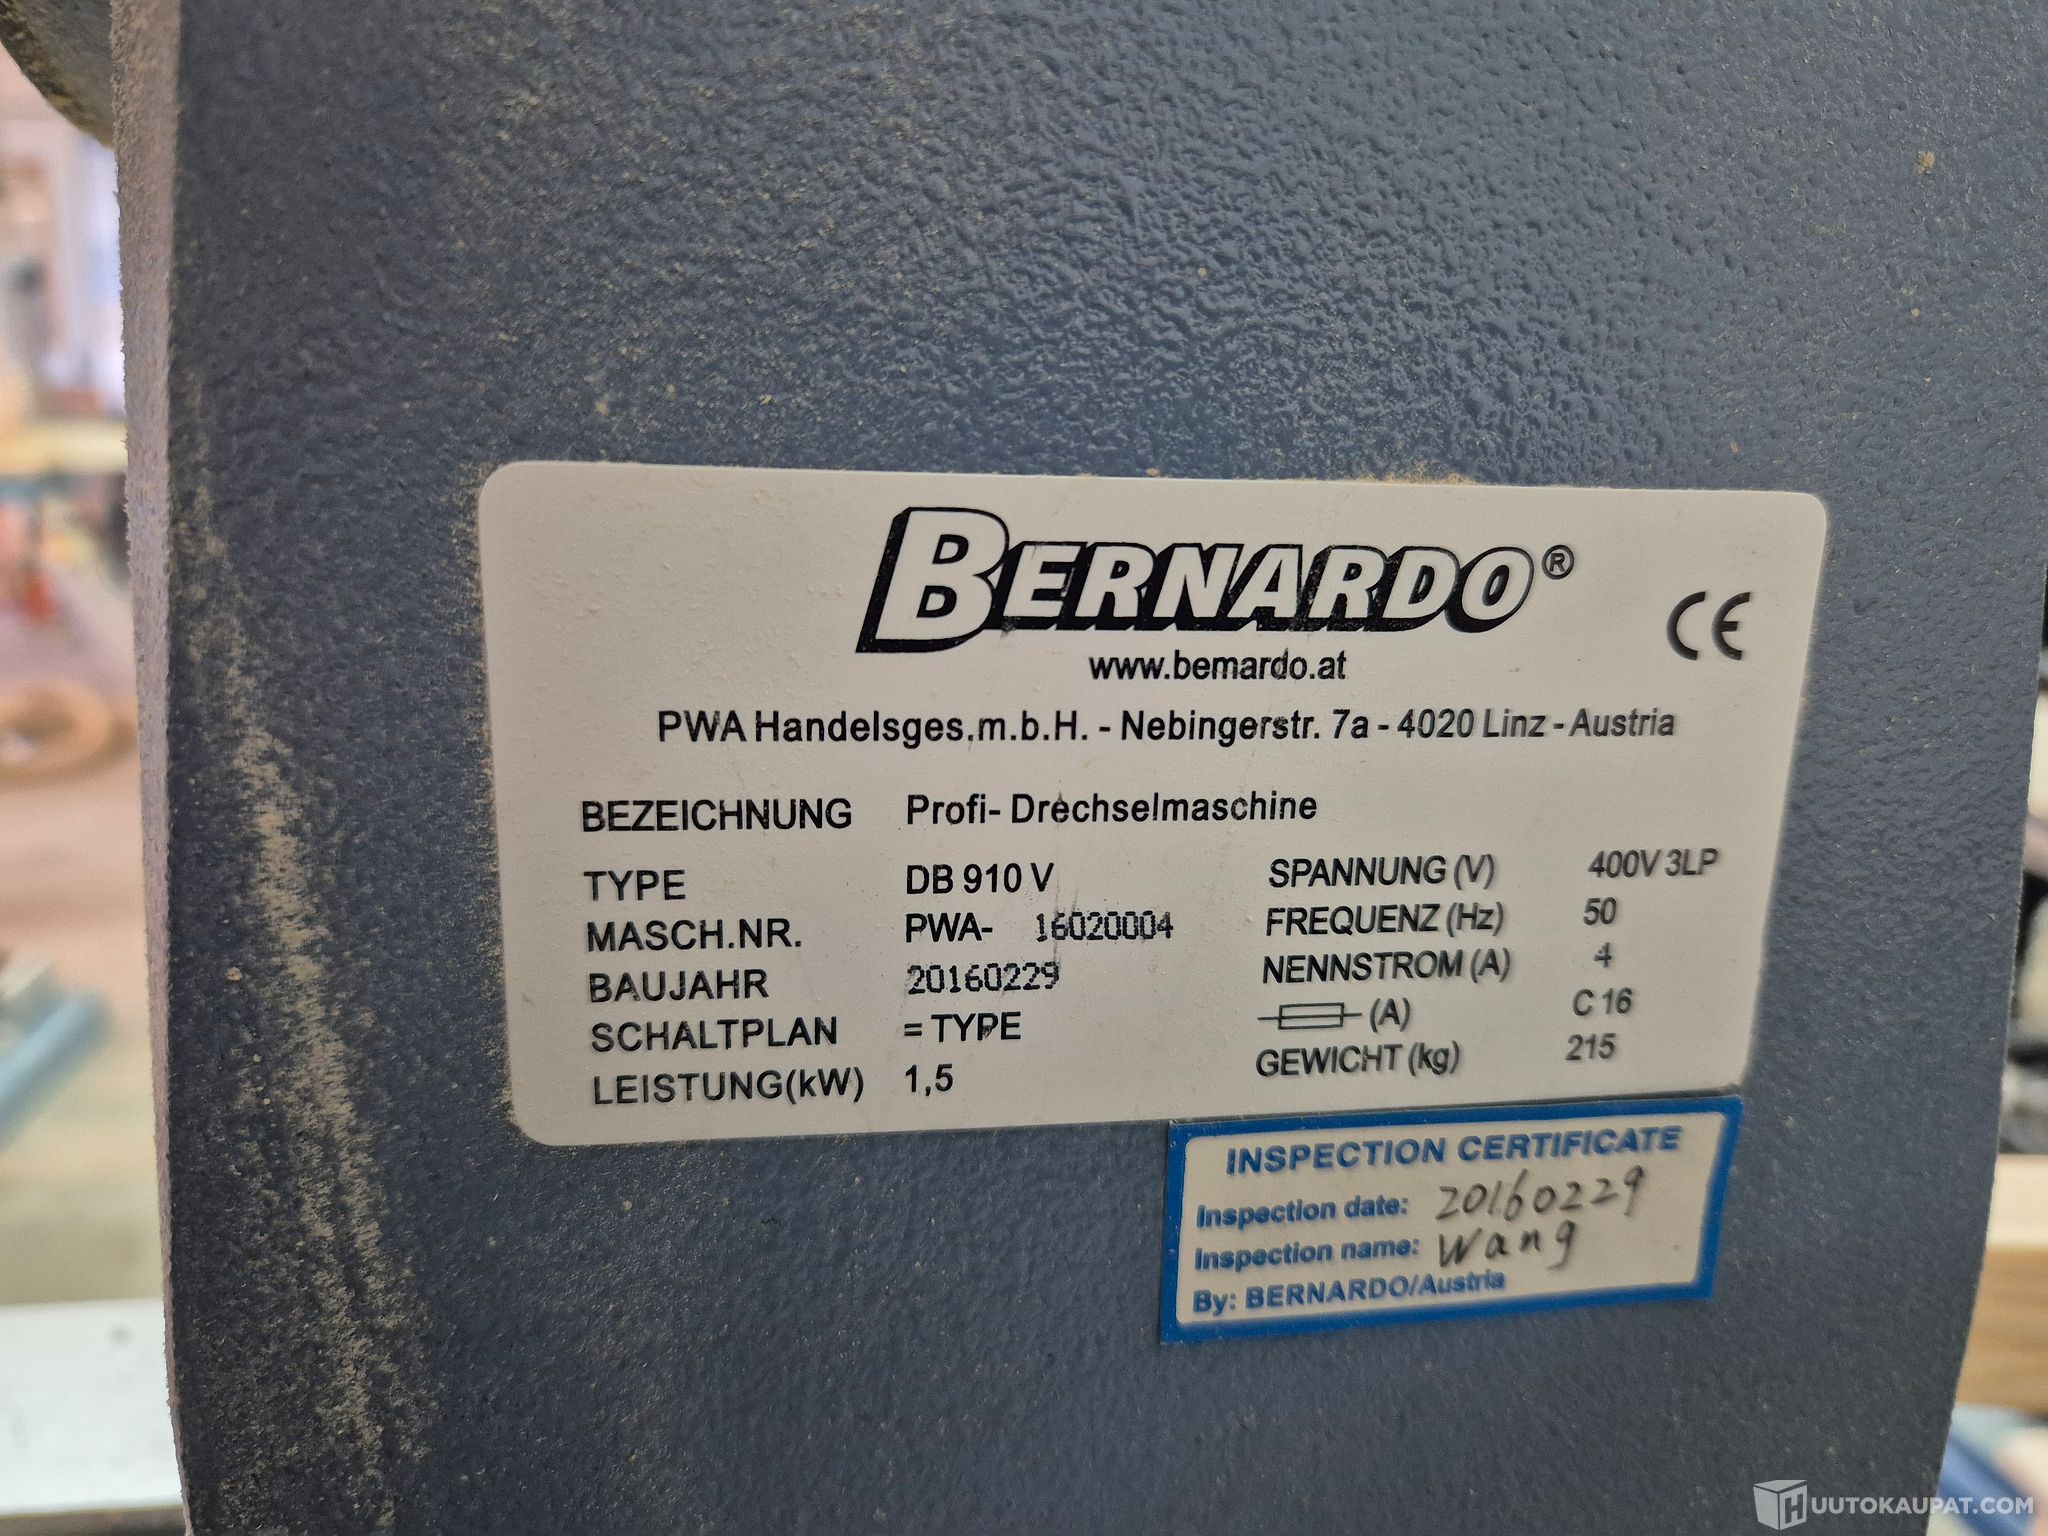 BERNARDO®
CE
www.bernardo.at
PWA Handelsges.m.b.H. - Nebingerstr. 7a - 4020 Linz - Austria
BEZEICHNUNG Profi- Drechselmaschine
TYPE DB 910 V
MASCH.NR. PWA- 16020004
BAUJAHR 20160229
SCHALTPLAN = TYPE
LEISTUNG(kW) 1,5
SPANNUNG (V) 400V 3LP
FREQUENZ (Hz) 50
NENNSTROM (A) 4
(A) C 16
GEWICHT (kg) 215
INSPECTION CERTIFICATE
Inspection date: 20160229
Inspection name: Wang
By: BERNARDO/Austria
HUUTOKAUPAT.COM